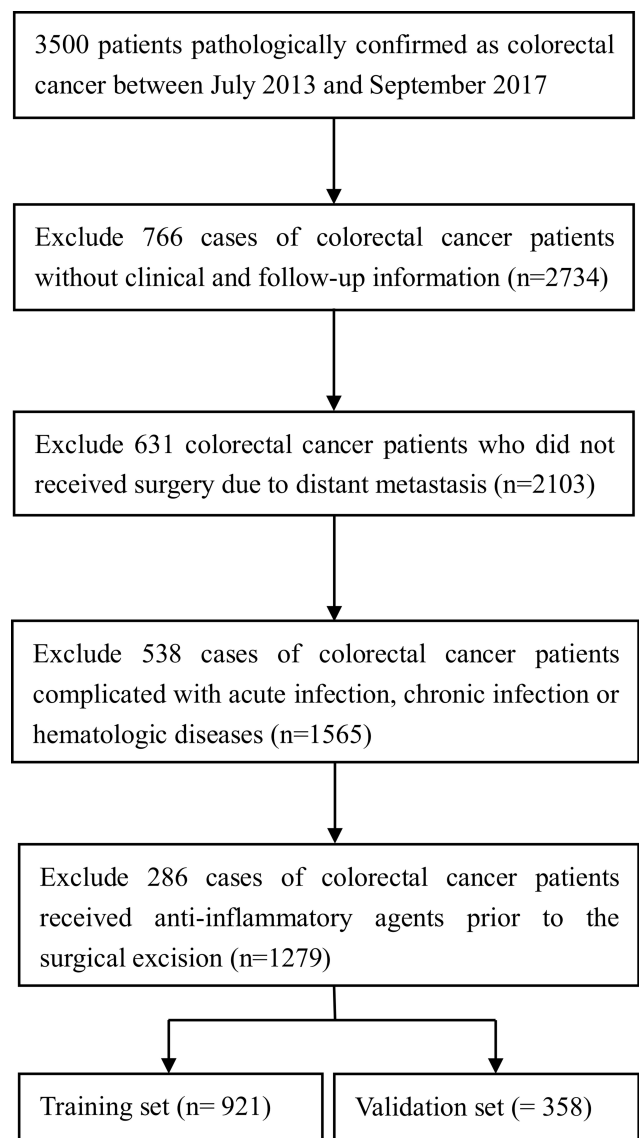 3500 patients pathologically confirmed as colorectal
cancer between July 2013 and September 2017
Exclude 766 cases of colorectal cancer patients
without clinical and follow-up information (n=2734)
Exclude 631 colorectal cancer patients who did not
received surgery due to distant metastasis (n=2103)
Exclude 538 cases of colorectal cancer patients
complicated with acute infection, chronic infection or
hematologic diseases (n=1565)
Exclude 286 cases of colorectal cancer patients
received anti-inflammatory agents prior to the
surgical excision (n=1279)
Training set (n= 921)
Validation set (= 358)